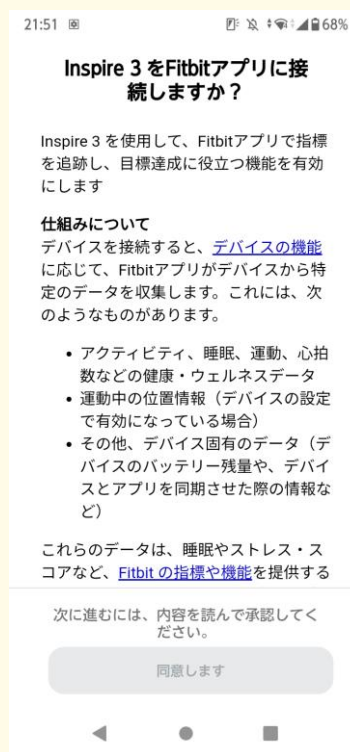 21:51
68%
Inspire 3 をFitbitアプリに接
続しますか？
Inspire 3 を使用して、Fitbitアプリで指標
を追跡し、目標達成に役立つ機能を有効
にします
仕組みについて
デバイスを接続すると、デバイスの機能
に応じて、Fitbitアプリがデバイスから特
定のデータを収集します。これには、次
のようなものがあります。
• アクティビティ、睡眠、運動、心拍
数などの健康・ウェルネスデータ
• 運動中の位置情報（デバイスの設定
で有効になっている場合）
• その他、デバイス固有のデータ（デ
バイスのバッテリー残量や、デバイ
スとアプリを同期させた際の情報な
ど）
これらのデータは、睡眠やストレス・ス
コアなど、Fitbit の指標や機能を提供する
次に進むには、内容を読んで承認してく
ださい。
同意します